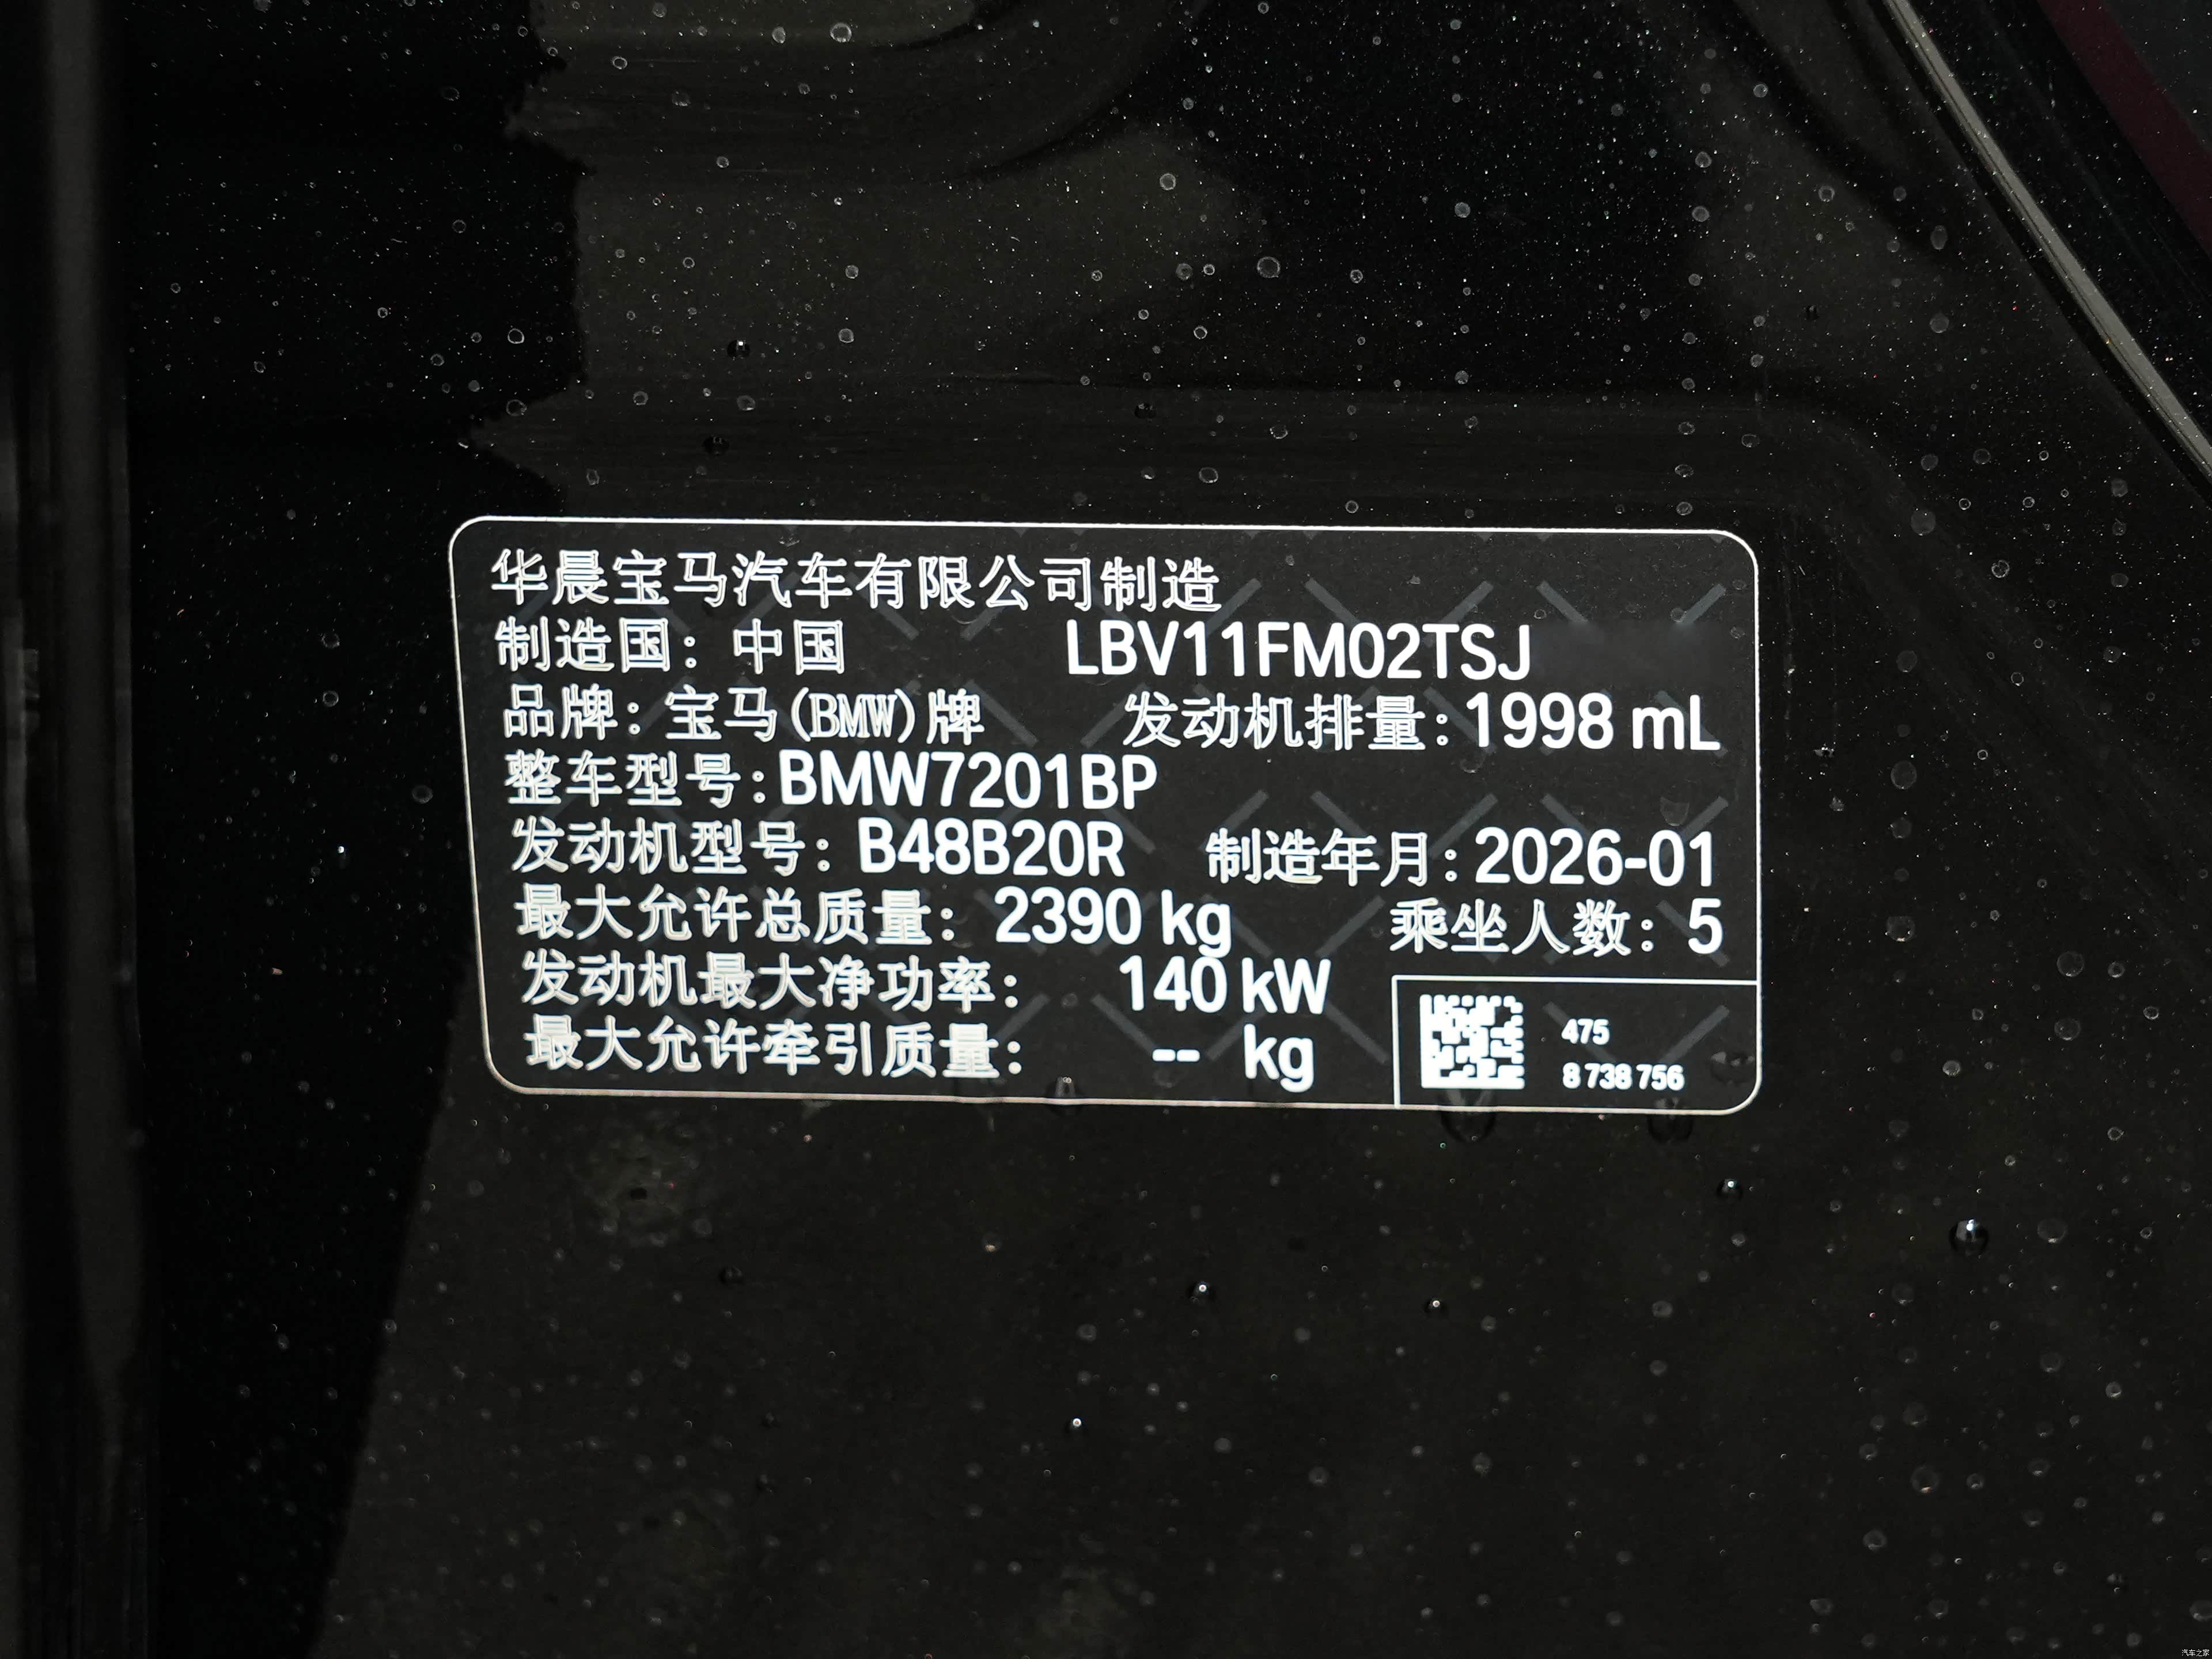 华晨宝马汽车有限公司制造
制造国：中国 LBV11FM02TSJ
品牌：宝马(BMW)牌 发动机排量：1998 mL
整车型号：BMW7201BP
发动机型号：B48B20R 制造年月：2026-01
最大允许总质量：2390 kg 乘坐人数：5
发动机最大净功率：140 kW
最大允许牵引质量：-- kg
475
8 738 756
汽车之家